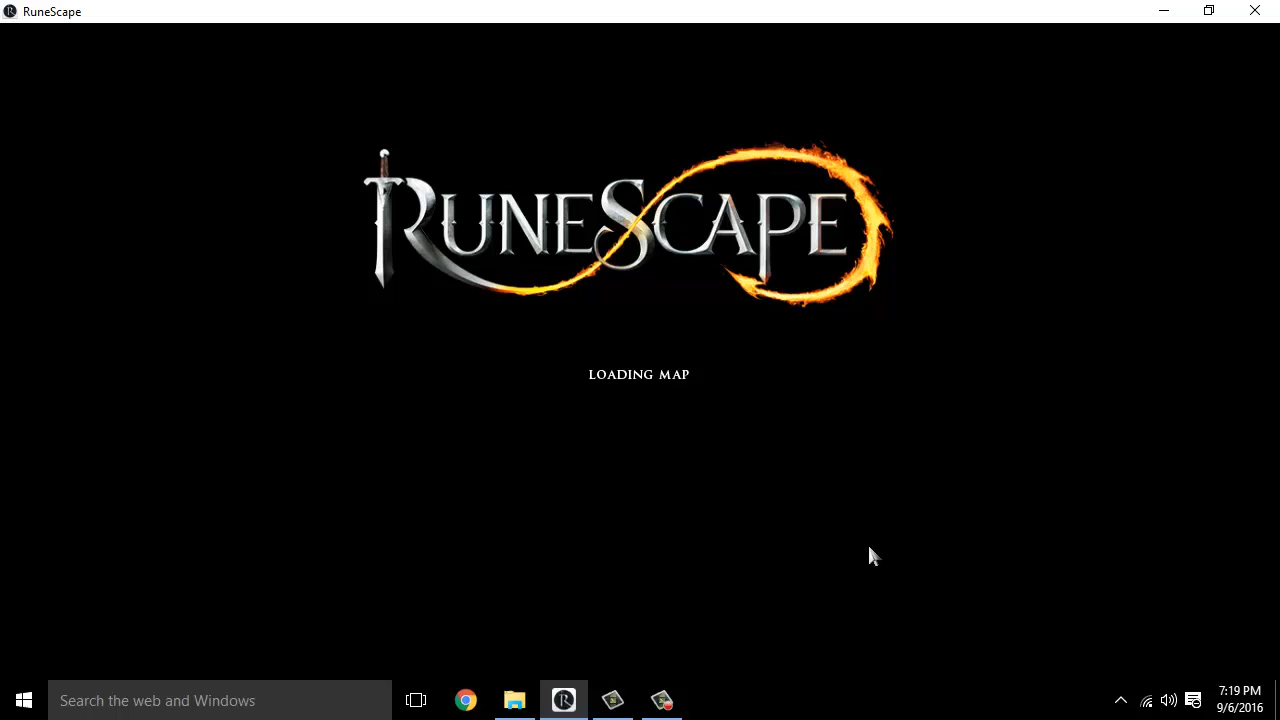 RuneScape
RUNESCAPE
LOADING MAP
Search the web and Windows
7:19 PM
9/6/2016